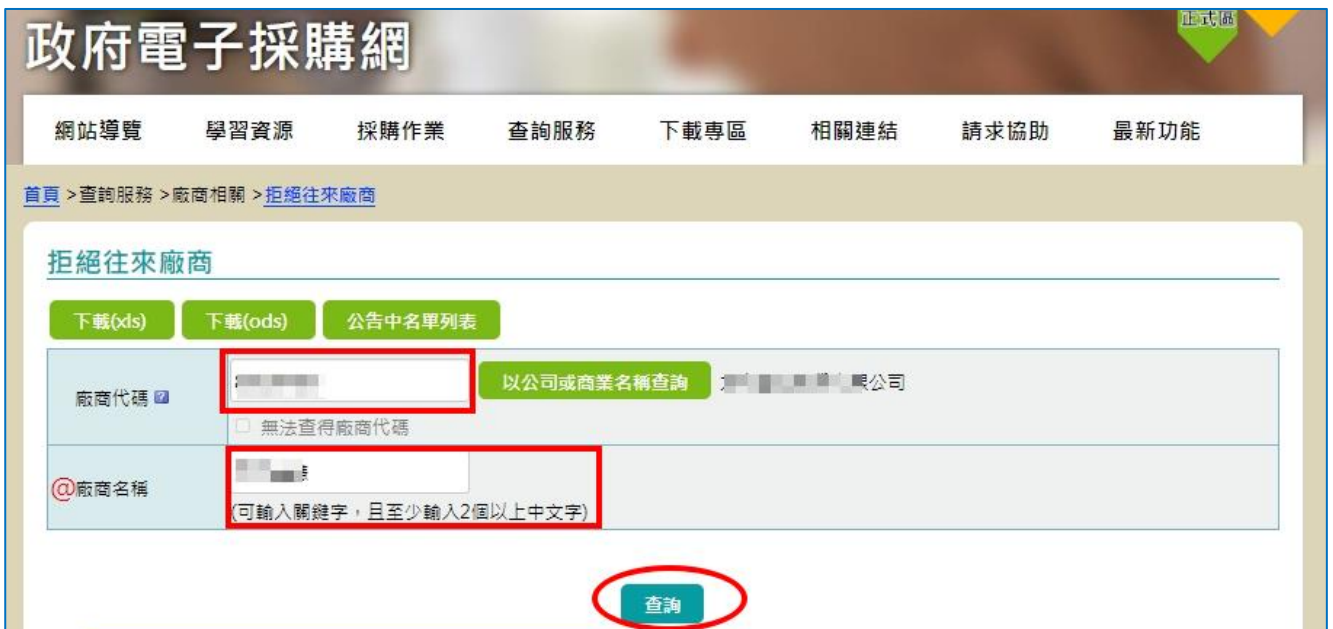 正式區
政府電子採購網
網站導覽 學習資源 採購作業 查詢服務 下載專區 相關連結 請求協助 最新功能
首頁 >查詢服務 >廠商相關 >拒絕往來廠商
拒絕往來廠商
下載(xls) 下載(ods) 公告中名單列表
廠商代碼 ? 以公司或商業名稱查詢 限公司
無法查得廠商代碼
@廠商名稱
(可輸入關鍵字，且至少輸入2個以上中文字)
查詢